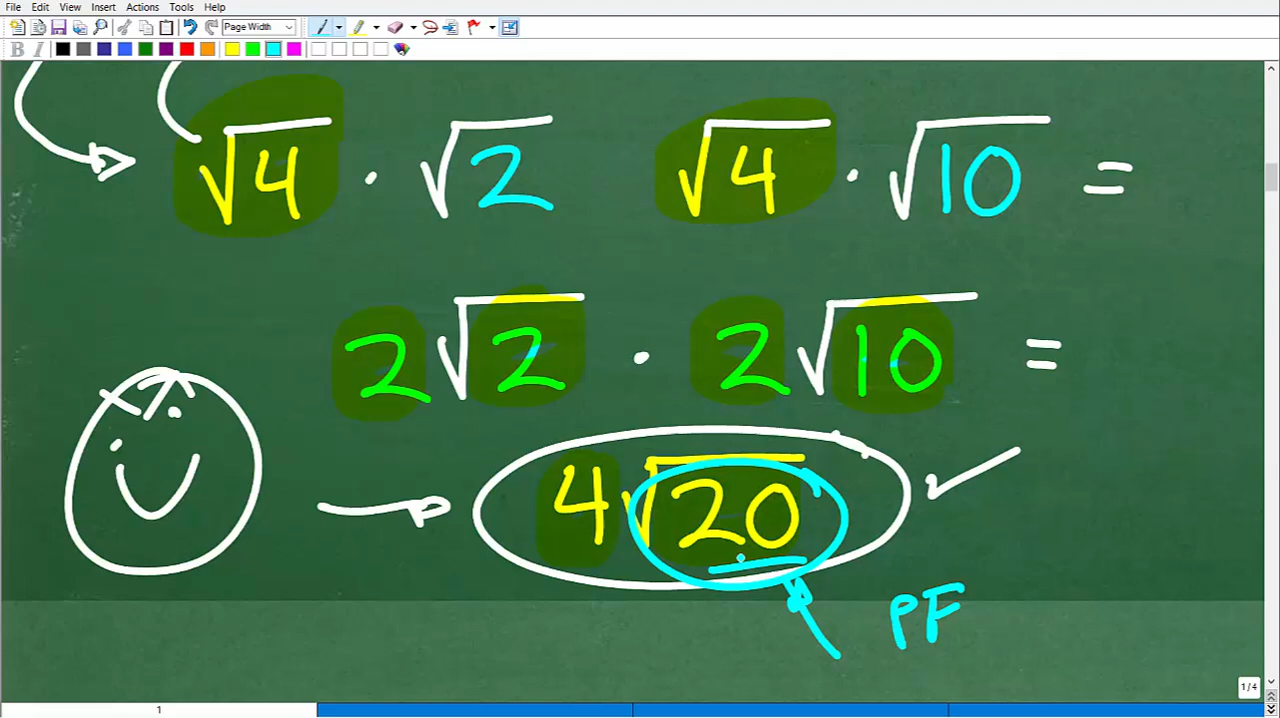 File Edit View Insert Actions Tools Help
Page Width
B I
√4 · √2 √4 · √10 =
2√2 · 2√10 =
4√20
PF
1/4
1